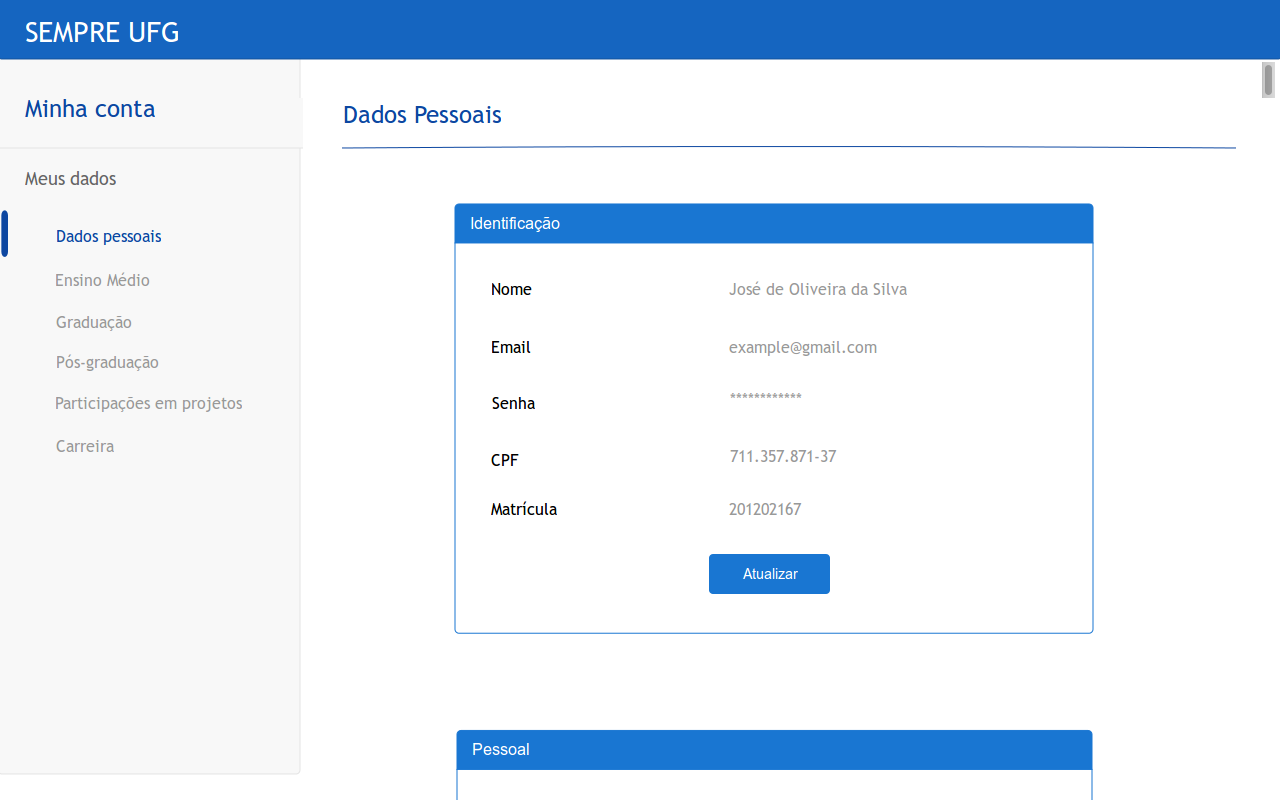 SEMPRE UFG
Minha conta
Meus dados
Dados pessoais
Ensino Médio
Graduação
Pós-graduação
Participações em projetos
Carreira
Dados Pessoais
Identificação
Nome José de Oliveira da Silva
Email example@gmail.com
Senha ************
CPF 711.357.871-37
Matrícula 201202167
Atualizar
Pessoal